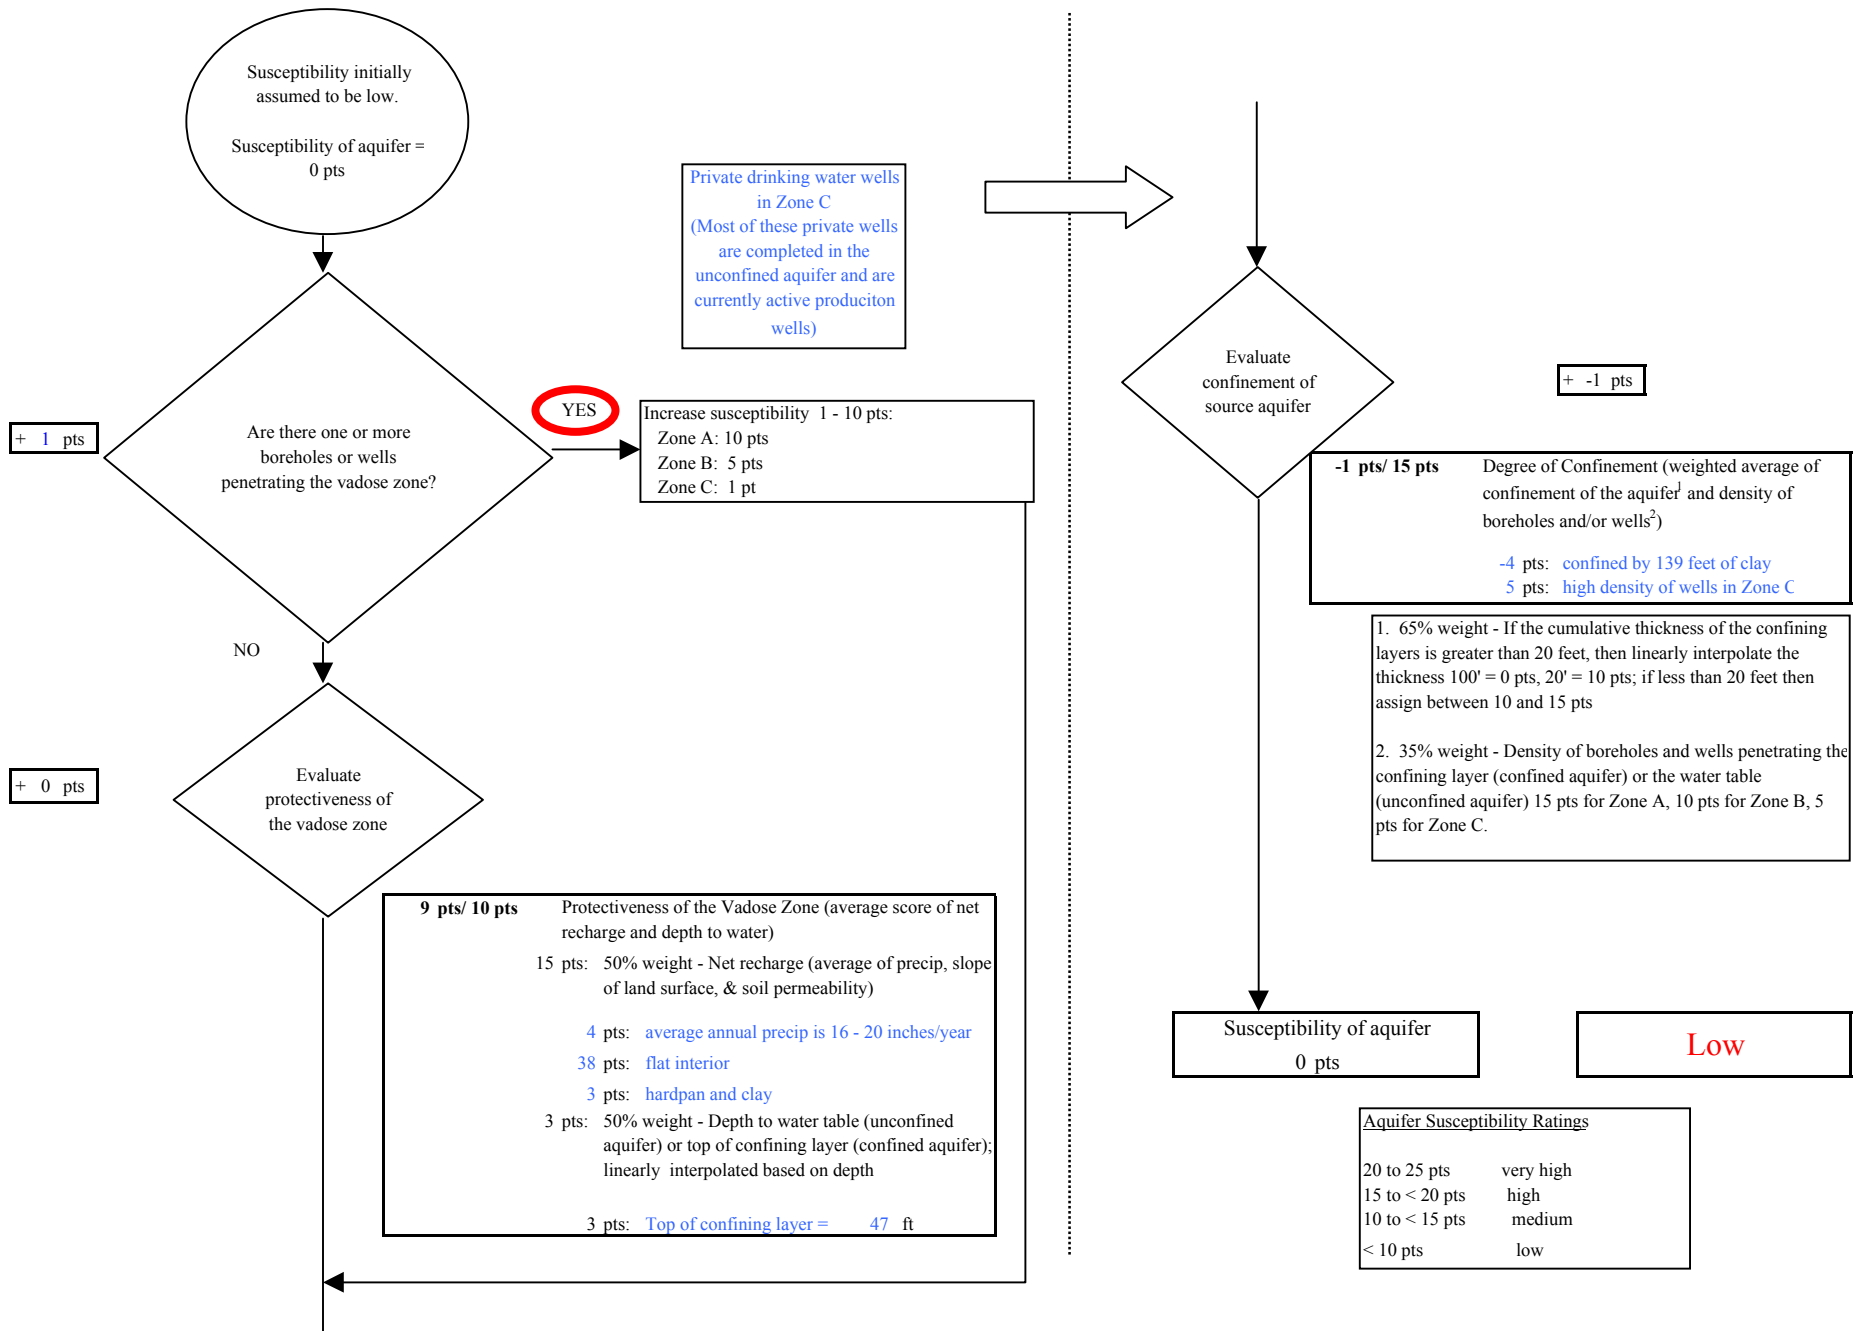 Susceptibility initially
assumed to be low.
Susceptibility of aquifer =
0 pts
Private drinking water wells
in Zone C
(Most of these private wells
are completed in the
unconfined aquifer and are
currently active produciton
wells)
+ 1 pts
Are there one or more
boreholes or wells
penetrating the vadose zone?
YES
Increase susceptibility 1 - 10 pts:
Zone A: 10 pts
Zone B: 5 pts
Zone C: 1 pt
NO
+ 0 pts
Evaluate
protectiveness of
the vadose zone
9 pts/ 10 pts Protectiveness of the Vadose Zone (average score of net
recharge and depth to water)
15 pts: 50% weight - Net recharge (average of precip, slope
of land surface, & soil permeability)
4 pts: average annual precip is 16 - 20 inches/year
38 pts: flat interior
3 pts: hardpan and clay
3 pts: 50% weight - Depth to water table (unconfined
aquifer) or top of confining layer (confined aquifer);
linearly interpolated based on depth
3 pts: Top of confining layer = 47 ft
Evaluate
confinement of
source aquifer
+ -1 pts
-1 pts/ 15 pts Degree of Confinement (weighted average of
confinement of the aquifer1 and density of
boreholes and/or wells2)
-4 pts: confined by 139 feet of clay
5 pts: high density of wells in Zone C
1. 65% weight - If the cumulative thickness of the confining
layers is greater than 20 feet, then linearly interpolate the
thickness 100' = 0 pts, 20' = 10 pts; if less than 20 feet then
assign between 10 and 15 pts
2. 35% weight - Density of boreholes and wells penetrating the
confining layer (confined aquifer) or the water table
(unconfined aquifer) 15 pts for Zone A, 10 pts for Zone B, 5
pts for Zone C.
Susceptibility of aquifer
0 pts
Low
Aquifer Susceptibility Ratings
20 to 25 pts very high
15 to < 20 pts high
10 to < 15 pts medium
< 10 pts low